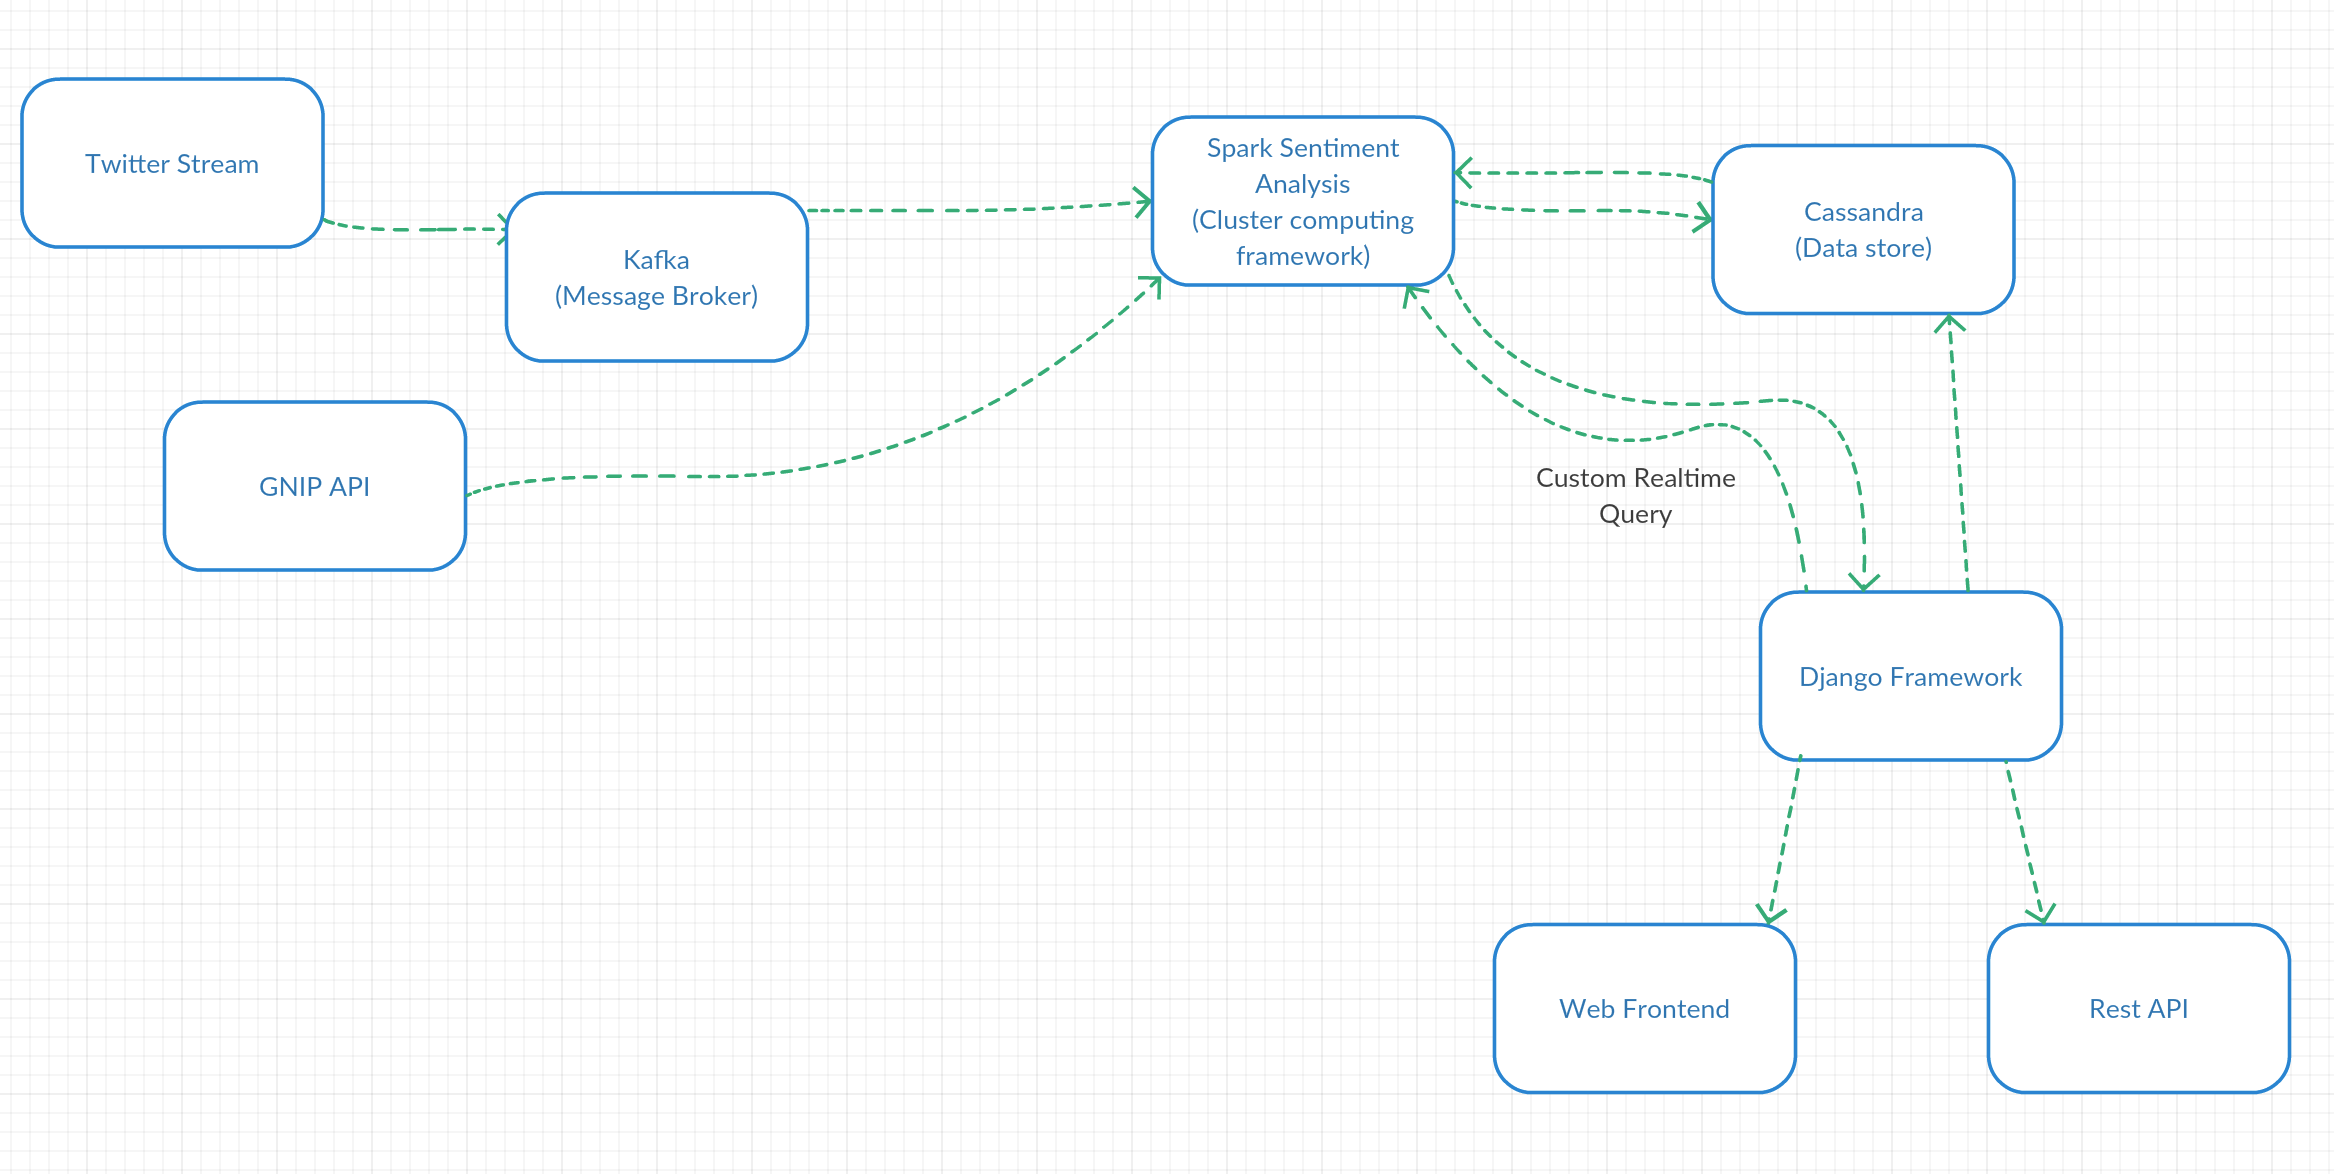 Twitter Stream
Kafka
(Message Broker)
GNIP API
Spark Sentiment
Analysis
(Cluster computing
framework)
Cassandra
(Data store)
Custom Realtime
Query
Django Framework
Web Frontend
Rest API